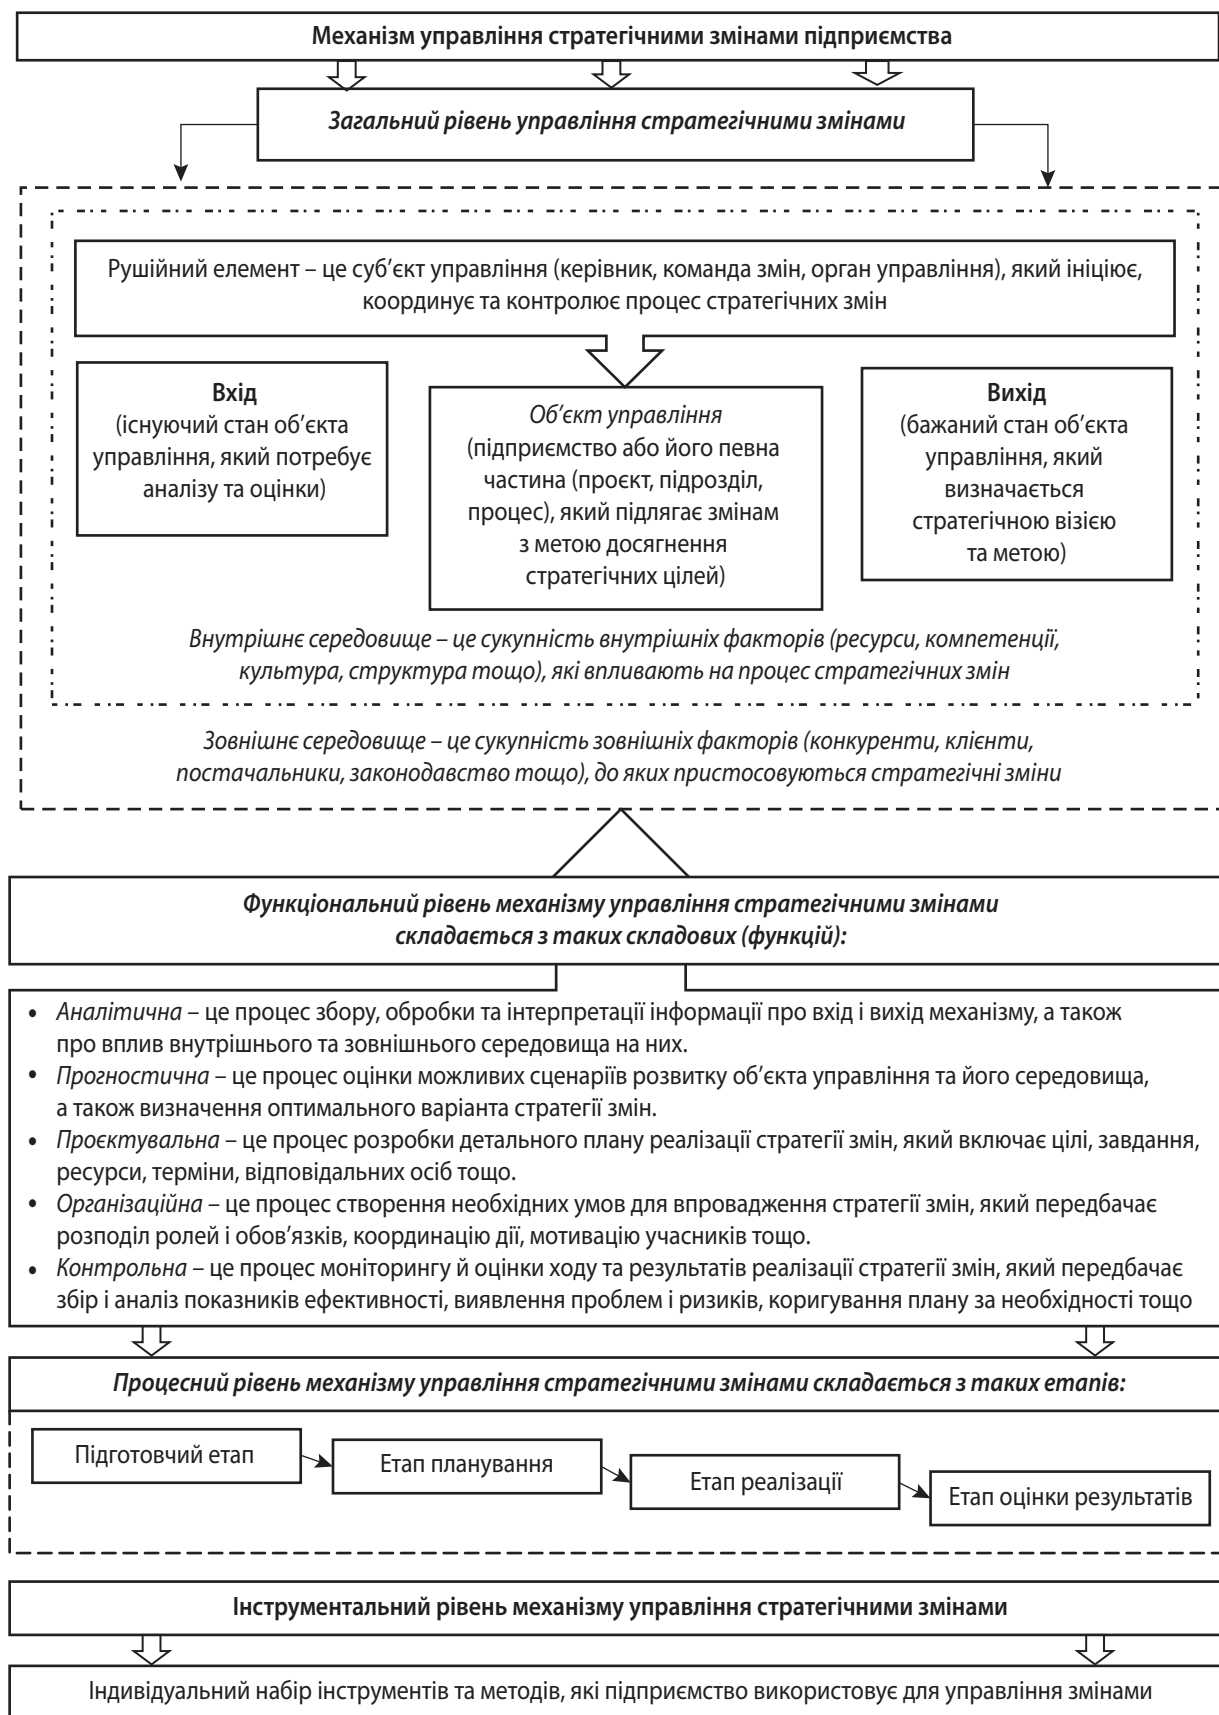 Механізм управління стратегічними змінами підприємства
Загальний рівень управління стратегічними змінами
Рушійний елемент – це суб’єкт управління (керівник, команда змін, орган управління), який ініціює,
координує та контролює процес стратегічних змін
Вхід
(існуючий стан об’єкта
управління, який потребує
аналізу та оцінки)
Об’єкт управління
(підприємство або його певна
частина (проєкт, підрозділ,
процес), який підлягає змінам
з метою досягнення
стратегічних цілей)
Вихід
(бажаний стан об’єкта
управління, який
визначається
стратегічною візією
та метою)
Внутрішнє середовище – це сукупність внутрішніх факторів (ресурси, компетенції,
культура, структура тощо), які впливають на процес стратегічних змін
Зовнішнє середовище – це сукупність зовнішніх факторів (конкуренти, клієнти,
постачальники, законодавство тощо), до яких пристосовуються стратегічні зміни
Функціональний рівень механізму управління стратегічними змінами
складається з таких складових (функцій):
• Аналітична – це процес збору, обробки та інтерпретації інформації про вхід і вихід механізму, а також
про вплив внутрішнього та зовнішнього середовища на них.
• Прогностична – це процес оцінки можливих сценаріїв розвитку об’єкта управління та його середовища,
а також визначення оптимального варіанта стратегії змін.
• Проєктувальна – це процес розробки детального плану реалізації стратегії змін, який включає цілі, завдання,
ресурси, терміни, відповідальних осіб тощо.
• Організаційна – це процес створення необхідних умов для впровадження стратегії змін, який передбачає
розподіл ролей і обов’язків, координацію дії, мотивацію учасників тощо.
• Контрольна – це процес моніторингу й оцінки ходу та результатів реалізації стратегії змін, який передбачає
збір і аналіз показників ефективності, виявлення проблем і ризиків, коригування плану за необхідності тощо
Процесний рівень механізму управління стратегічними змінами складається з таких етапів:
Підготовчий етап
Етап планування
Етап реалізації
Етап оцінки результатів
Інструментальний рівень механізму управління стратегічними змінами
Індивідуальний набір інструментів та методів, які підприємство використовує для управління змінами